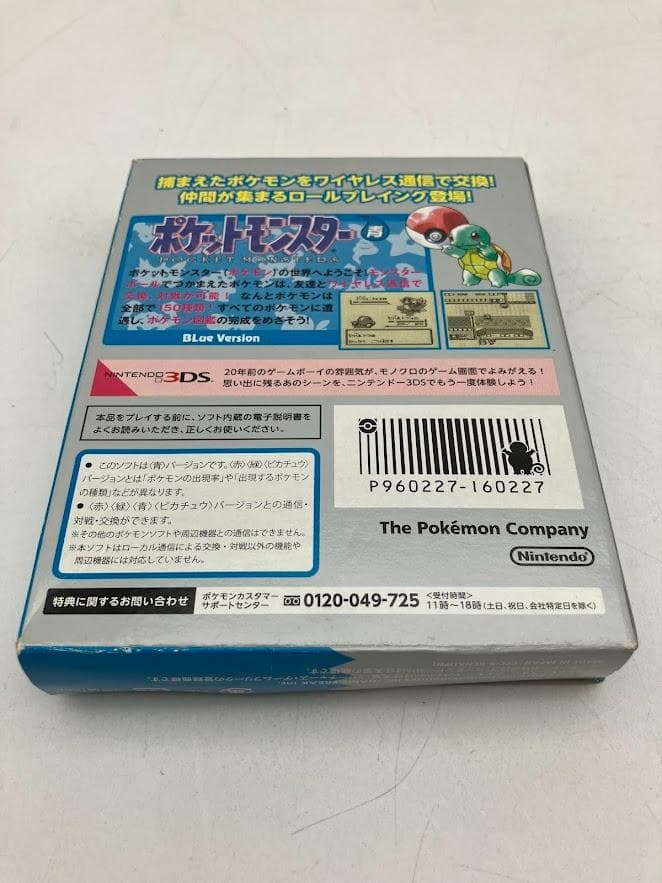 捕まえたポケモンをワイヤレス通信で交換!
仲間が集まるロールプレイング登場!
ポケットモンスター 青
POCKET MONSTERS
ポケットモンスター(ポケモン)の世界へようこそ!モンスター
ボールでつかまえたポケモンは、友達とワイヤレス通信で
交換、対戦が可能! なんとポケモンは
全部で150種類! すべてのポケモンに遭
遇し、ポケモン図鑑の完成をめざそう!
BLue Version
NINTENDO3DS
20年前のゲームボーイの雰囲気が、モノクロのゲーム画面でよみがえる!
思い出に残るあのシーンを、ニンテンドー3DSでもう一度体験しよう!
本品をプレイする前に、ソフト内蔵の電子説明書を
よくお読みいただき、正しくお使いください。
● このソフトは〈青〉バージョンです。〈赤〉〈緑〉〈ピカチュウ〉
バージョンとは「ポケモンの出現率」や「出現するポケモン
の種類」などが異なります。
● 〈赤〉〈緑〉〈青〉〈ピカチュウ〉バージョンとの通信・
対戦・交換ができます。
※その他のポケモンソフトや周辺機器との通信はできません。
※本ソフトはローカル通信による交換・対戦以外の機能や
周辺機器には対応していません。
P960227-160227
The Pokémon Company
Nintendo
特典に関するお問い合わせ
ポケモンカスタマー
サポートセンター
0120-049-725
<受付時間>
11時～18時(土、日、祝日、会社特定日を除く)